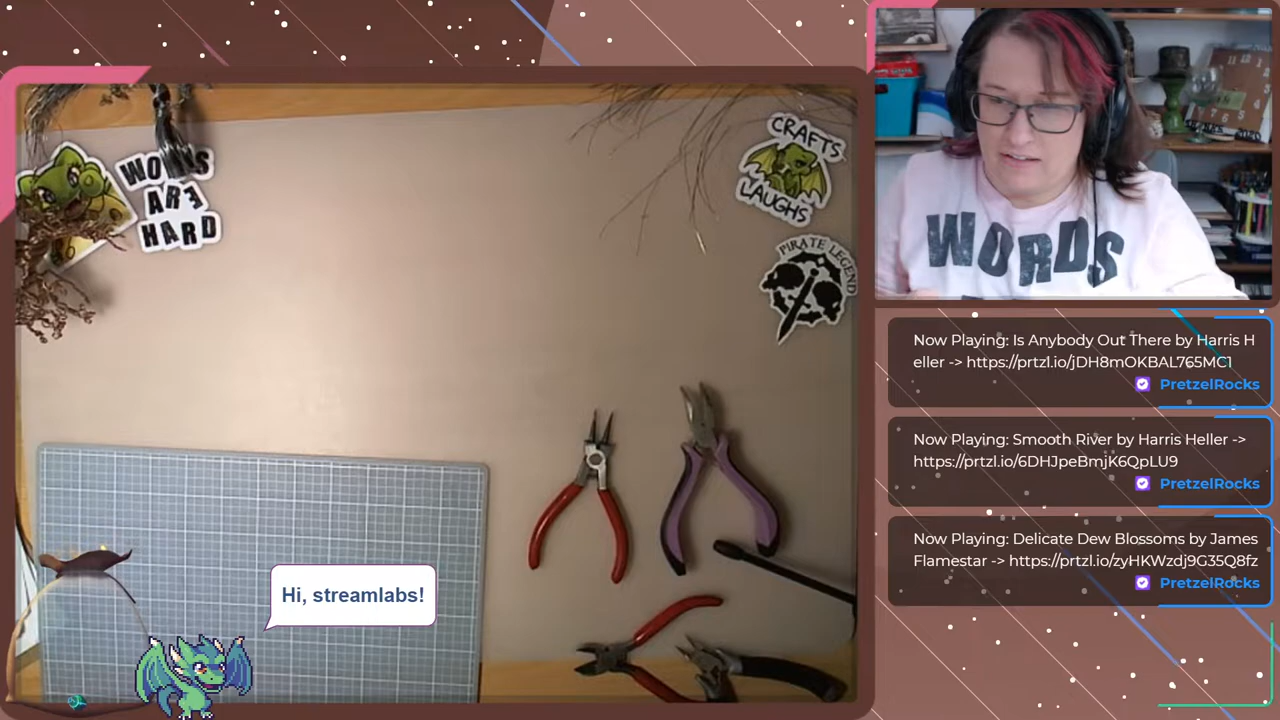 WORDS
ARE
HARD
CRAFTS
LAUGHS
PIRATE LEGEND
WORDS
Now Playing: Is Anybody Out There by Harris H
eller -> https://prtzl.io/jDH8mOKBAL765MC1
PretzelRocks
Now Playing: Smooth River by Harris Heller ->
https://prtzl.io/6DHJpeBmjK6QpLU9
PretzelRocks
Now Playing: Delicate Dew Blossoms by James
Flamestar -> https://prtzl.io/zyHKWzdj9G35Q8fz
PretzelRocks
Hi, streamlabs!